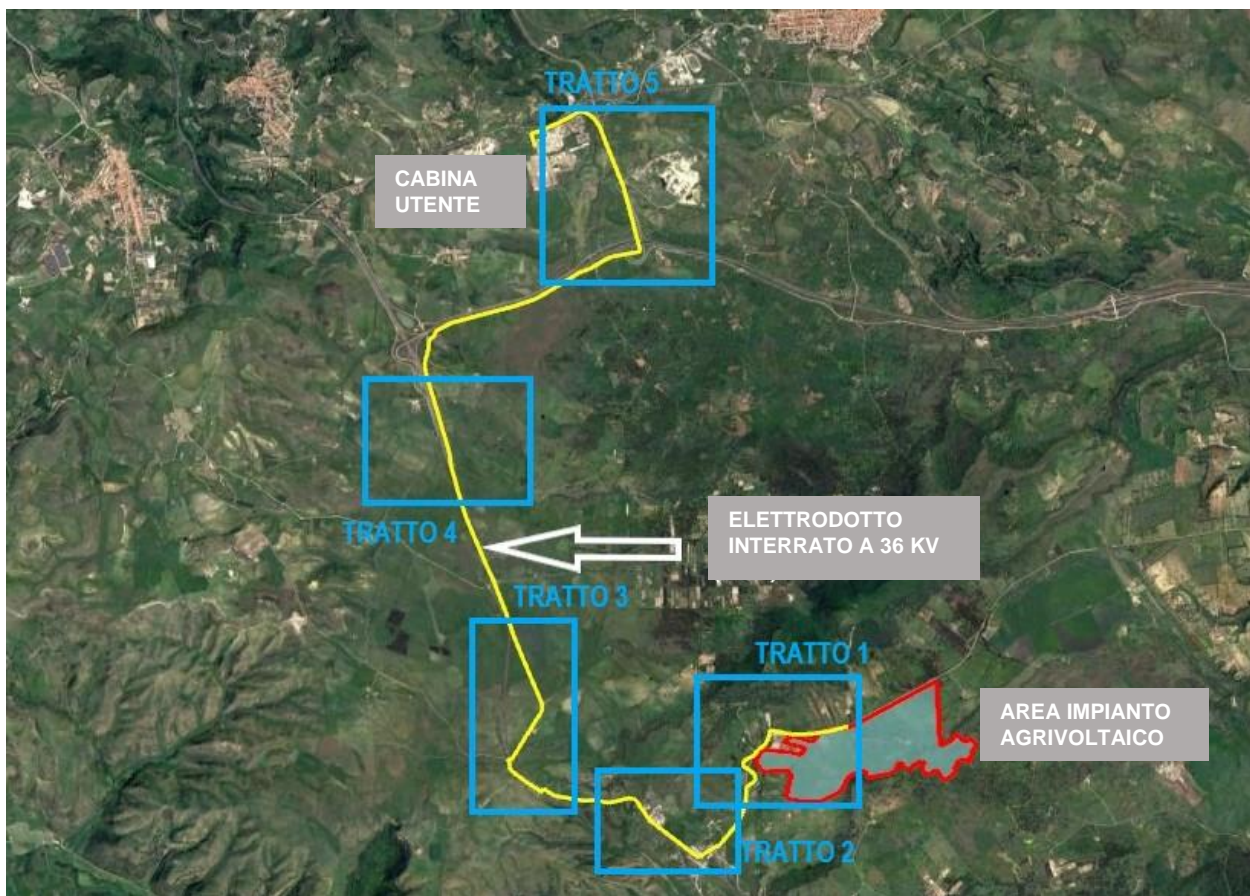 TRATTO 5
CABINA
UTENTE
ELETTRODOTTO
INTERRATO A 36 KV
TRATTO 4
TRATTO 3
TRATTO 1
AREA IMPIANTO
AGRIVOLTAICO
TRATTO 2